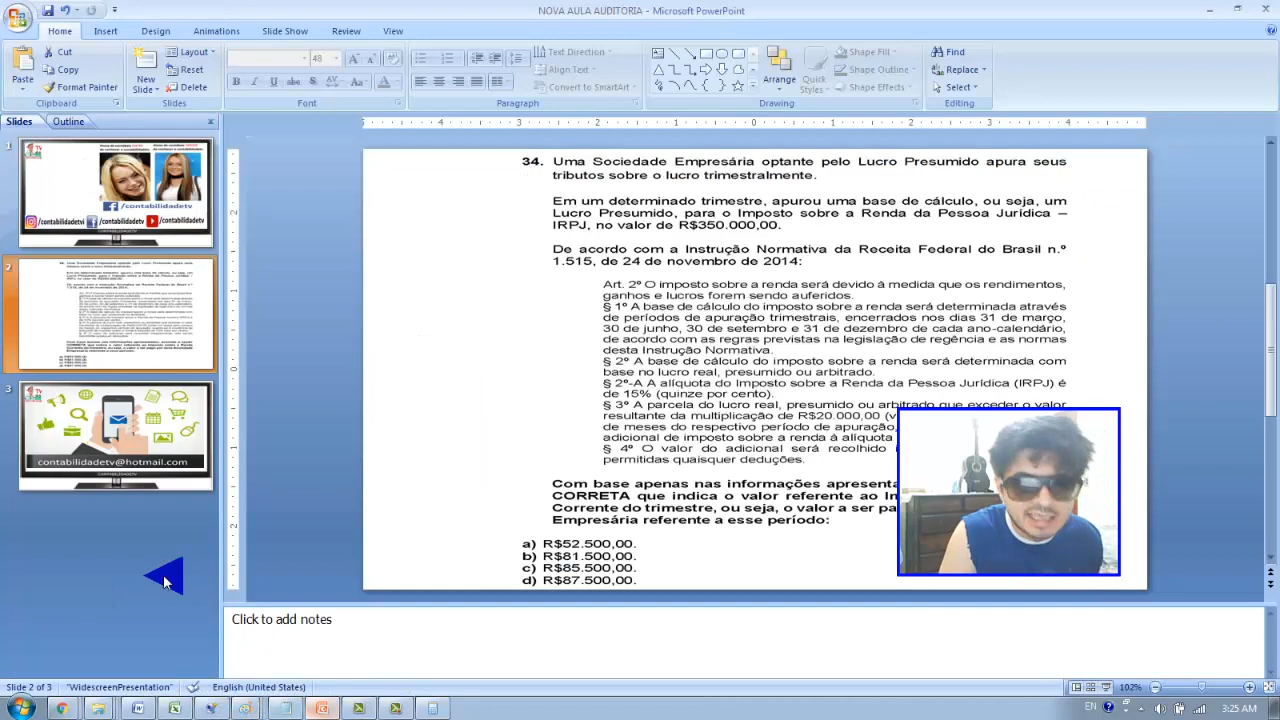 NOVA AULA AUDITORIA - Microsoft PowerPoint
Home Insert Design Animations Slide Show Review View
Cut
Copy
Format Painter
Paste
Clipboard
New
Slide
Layout
Reset
Delete
Slides
48
Font
Text Direction
Align Text
Convert to SmartArt
Paragraph
Arrange
Quick
Styles
Shape Fill
Shape Outline
Shape Effects
Drawing
Find
Replace
Select
Editing
Slides Outline
1
/contabilidadetv
/contabilidadetv /contabilidadetv /contabilidadetv
3
contabilidadetv@hotmail.com
34. Uma Sociedade Empresária optante pelo Lucro Presumido apura seus
tributos sobre o lucro trimestralmente.
Em um determinado trimestre, apurou uma base de cálculo, ou seja, um
Lucro Presumido, para o Imposto sobre a Renda da Pessoa Jurídica –
IRPJ, no valor de R$350.000,00.
De acordo com a Instrução Normativa da Receita Federal do Brasil n.º
1.515, de 24 de novembro de 2014:
Art. 2º O imposto sobre a renda será devido à medida que os rendimentos,
ganhos e lucros forem sendo auferidos.
§1º A base de cálculo do imposto sobre a renda será determinada através
de períodos de apuração trimestrais, encerrados nos dias 31 de março,
30 de junho, 30 de setembro e 31 de dezembro de cada ano-calendário,
de acordo com as regras previstas na legislação de regência e as normas
desta Instrução Normativa.
§ 2º A base de cálculo do imposto sobre a renda será determinada com
base no lucro real, presumido ou arbitrado.
§ 2º-A A alíquota do Imposto sobre a Renda da Pessoa Jurídica (IRPJ) é
de 15% (quinze por cento).
§ 3º A parcela do lucro real, presumido ou arbitrado que exceder o valor
resultante da multiplicação de R$20.000,00 (v
de meses do respectivo período de apuração,
adicional de imposto sobre a renda à alíquota
§ 4º O valor do adicional será recolhido
permitidas quaisquer deduções.
Com base apenas nas informações apresenta
CORRETA que indica o valor referente ao Im
Corrente do trimestre, ou seja, o valor a ser pa
Empresária referente a esse período:
a) R$52.500,00.
b) R$81.500,00.
c) R$85.500,00.
d) R$87.500,00.
Click to add notes
Slide 2 of 3 "WidescreenPresentation" English (United States) 102%
EN 3:25 AM